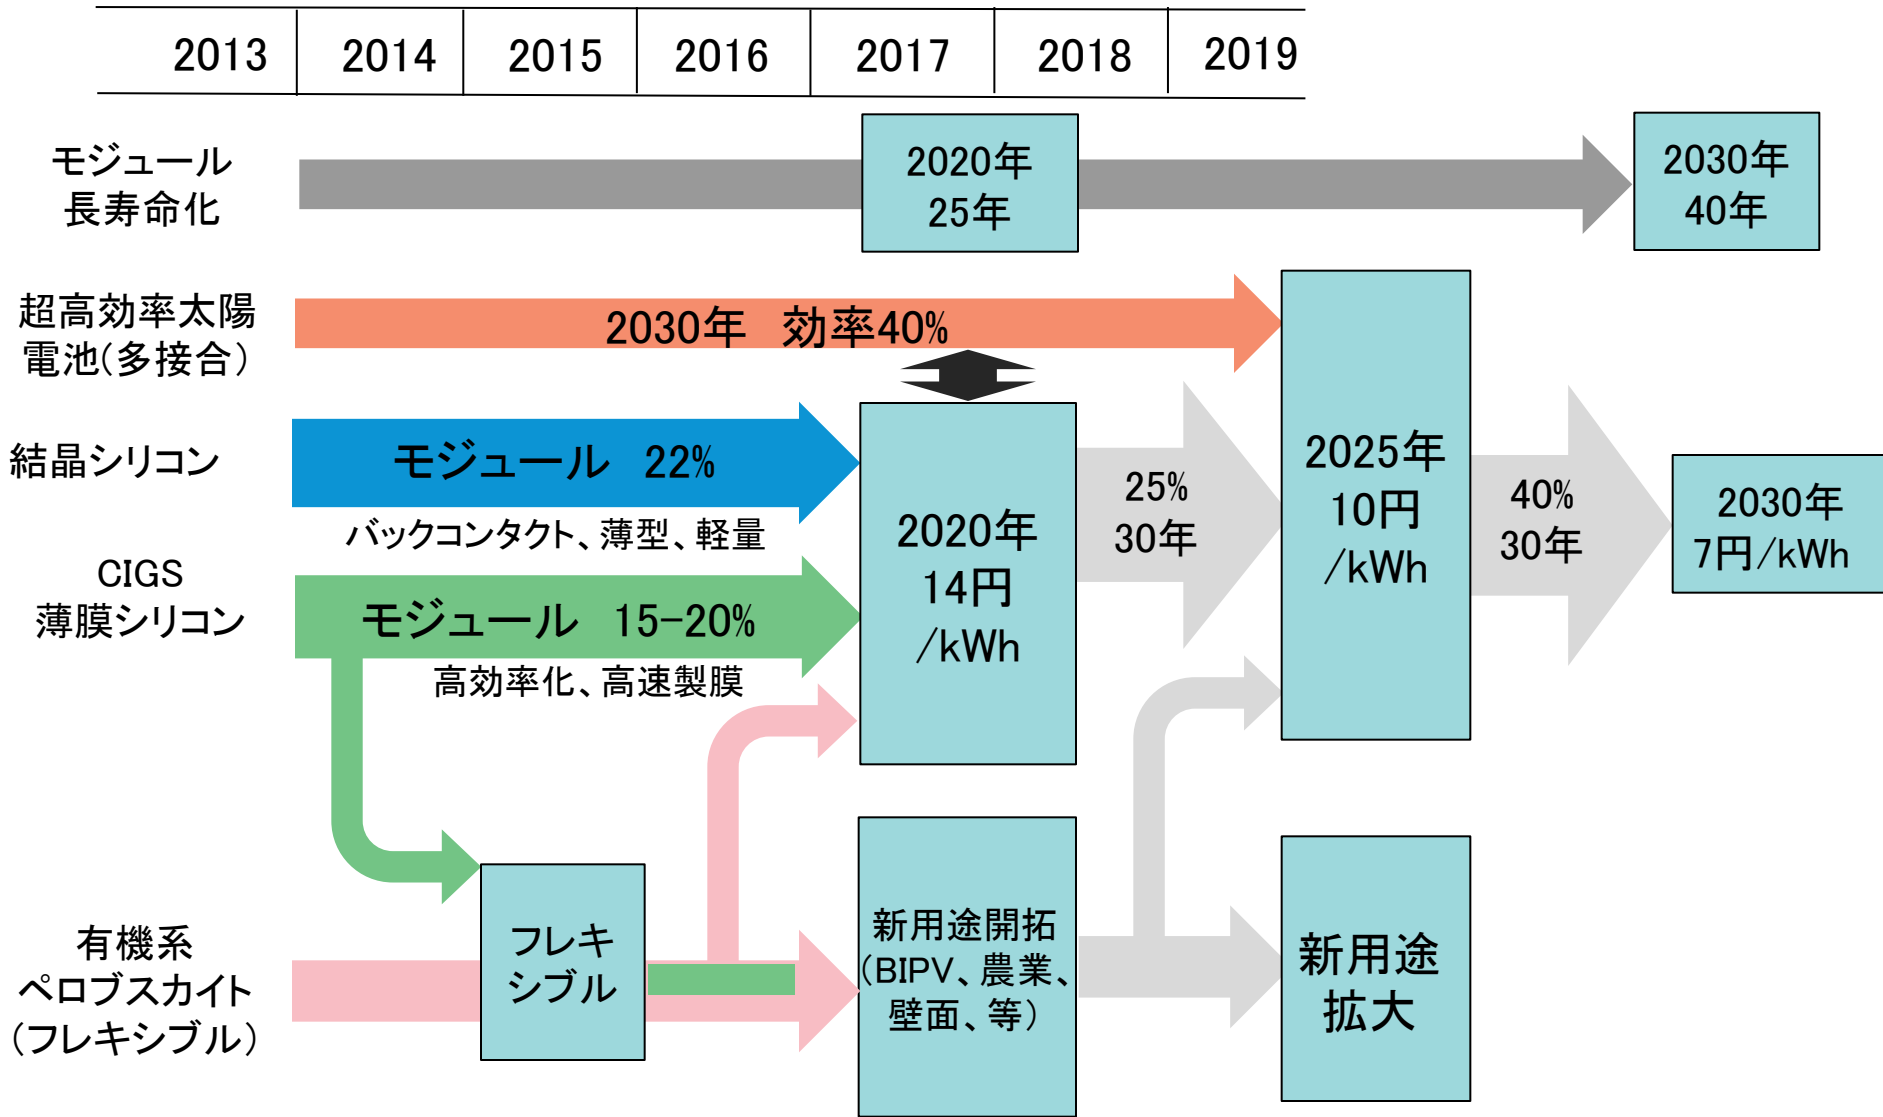 2013 2014 2015 2016 2017 2018 2019
モジュール
長寿命化
2020年
25年
2030年
40年
超高効率太陽
電池(多接合)
2030年 効率40%
結晶シリコン
モジュール 22%
バックコンタクト、薄型、軽量
CIGS
薄膜シリコン
モジュール 15-20%
高効率化、高速製膜
2020年
14円
/kWh
25%
30年
2025年
10円
/kWh
40%
30年
2030年
7円/kWh
有機系
ペロブスカイト
(フレキシブル)
フレキ
シブル
新用途開拓
(BIPV、農業、
壁面、等)
新用途
拡大